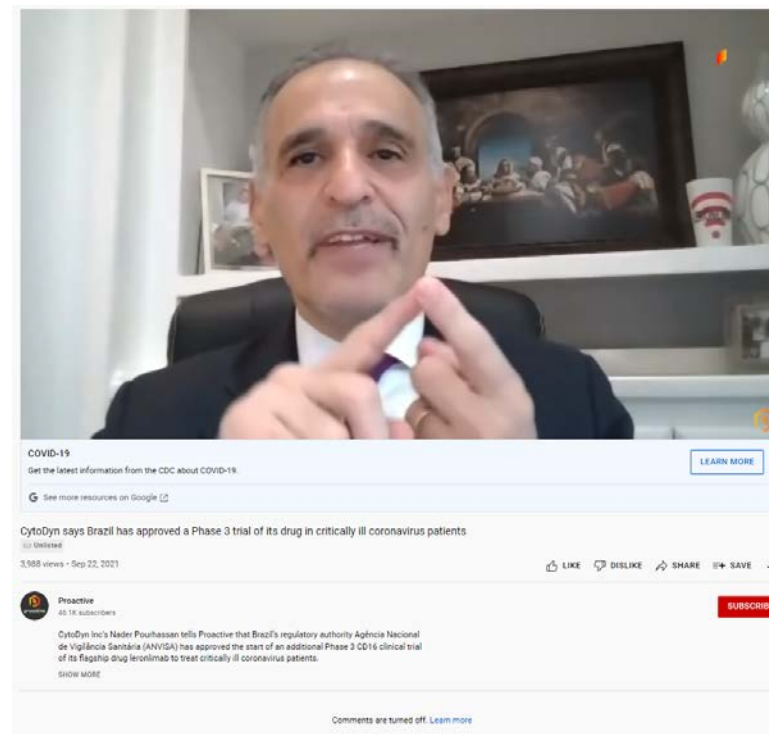 COVID-19
Get the latest information from the CDC about COVID-19.
LEARN MORE
See more resources on Google
CytoDyn says Brazil has approved a Phase 3 trial of its drug in critically ill coronavirus patients
Unlisted
3,988 views • Sep 22, 2021
LIKE DISLIKE SHARE SAVE
Proactive
46.1K subscribers
SUBSCRIB
CytoDyn Inc's Nader Pourhassan tells Proactive that Brazil's regulatory authority Agência Nacional
de Vigilância Sanitária (ANVISA) has approved the start of an additional Phase 3 CD16 clinical trial
of its flagship drug leronlimab to treat critically ill coronavirus patients.
SHOW MORE
Comments are turned off. Learn more